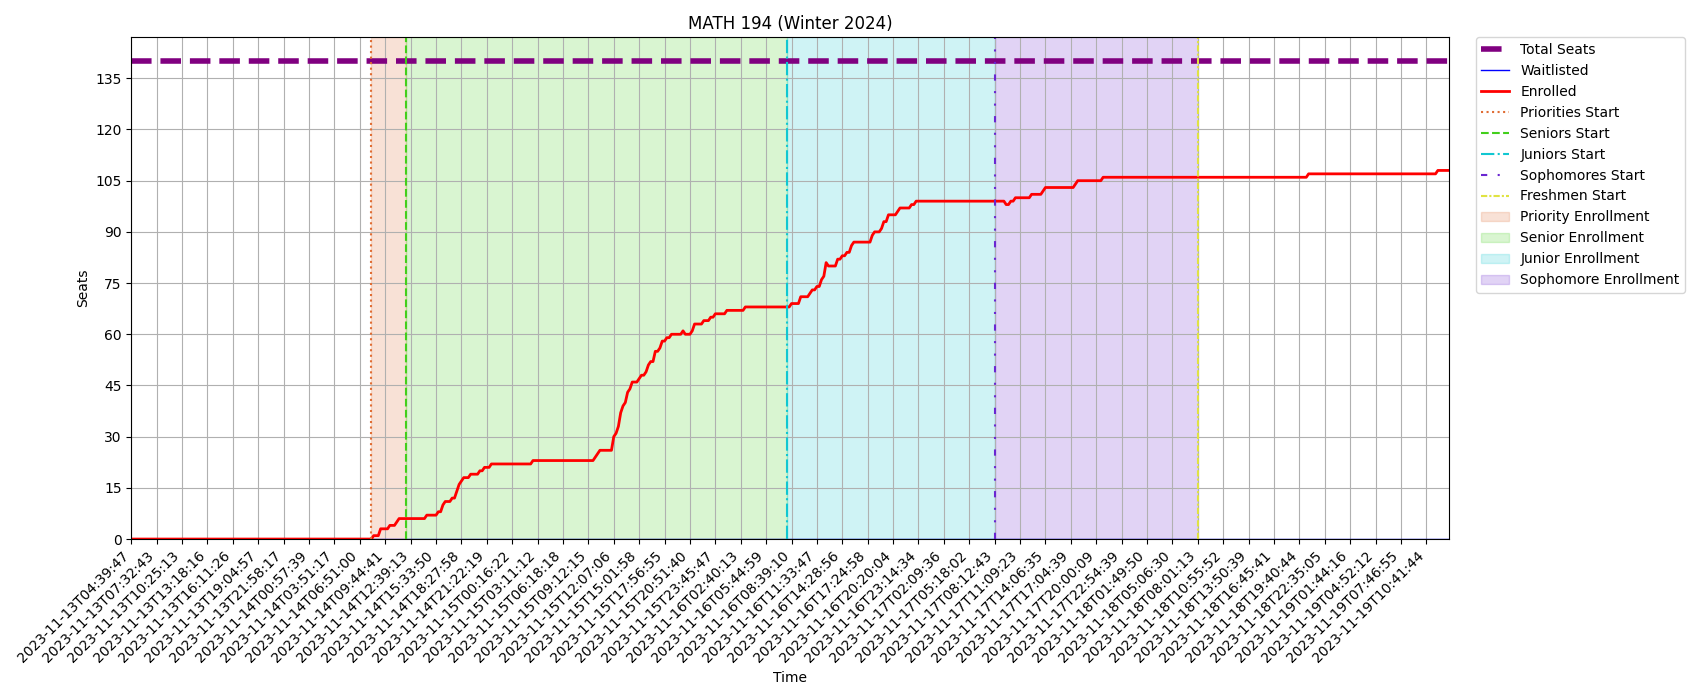 MATH 194 (Winter 2024)
Total Seats
Waitlisted
Enrolled
Priorities Start
Seniors Start
Juniors Start
Sophomores Start
Freshmen Start
Priority Enrollment
Senior Enrollment
Junior Enrollment
Sophomore Enrollment
Seats
135
120
105
90
75
60
45
30
15
0
2023-11-13T04:39:47
2023-11-13T07:32:43
2023-11-13T10:25:13
2023-11-13T13:18:16
2023-11-13T16:11:26
2023-11-13T19:04:57
2023-11-13T21:58:17
2023-11-14T00:57:39
2023-11-14T03:51:17
2023-11-14T06:51:00
2023-11-14T09:44:41
2023-11-14T12:39:13
2023-11-14T15:33:50
2023-11-14T18:27:58
2023-11-14T21:22:19
2023-11-15T00:16:22
2023-11-15T03:11:12
2023-11-15T06:18:18
2023-11-15T09:12:15
2023-11-15T12:07:06
2023-11-15T15:01:58
2023-11-15T17:56:55
2023-11-15T20:51:40
2023-11-15T23:45:47
2023-11-16T02:40:13
2023-11-16T05:44:59
2023-11-16T08:39:10
2023-11-16T11:33:47
2023-11-16T14:28:56
2023-11-16T17:24:58
2023-11-16T20:20:04
2023-11-16T23:14:34
2023-11-17T02:09:36
2023-11-17T05:18:02
2023-11-17T08:12:43
2023-11-17T11:09:23
2023-11-17T14:06:35
2023-11-17T17:04:39
2023-11-17T20:00:09
2023-11-17T22:54:39
2023-11-18T01:49:50
2023-11-18T05:06:30
2023-11-18T08:01:13
2023-11-18T10:55:52
2023-11-18T13:50:39
2023-11-18T16:45:41
2023-11-18T19:40:44
2023-11-18T22:35:05
2023-11-19T01:44:16
2023-11-19T04:52:12
2023-11-19T07:46:55
2023-11-19T10:41:44
Time